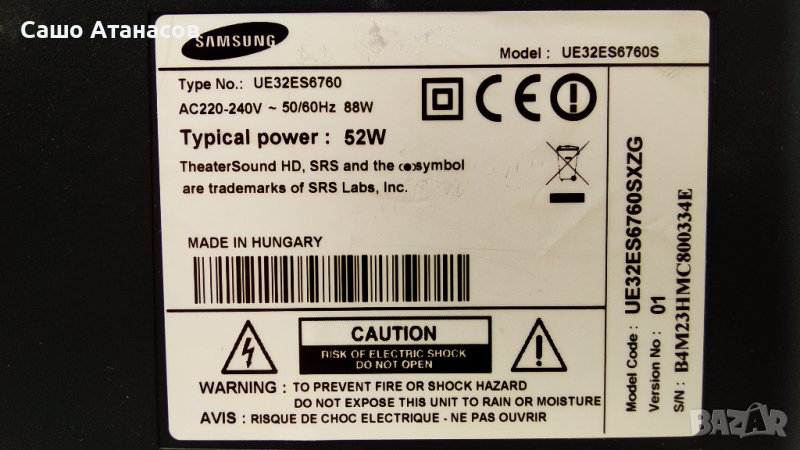 Сашо Атанасов
SAMSUNG
Model : UE32ES6760S
Type No.: UE32ES6760
AC220-240V ~ 50/60Hz 88W
Typical power : 52W
TheaterSound HD, SRS and the (●) symbol
are trademarks of SRS Labs, Inc.
MADE IN HUNGARY
CAUTION
RISK OF ELECTRIC SHOCK
DO NOT OPEN
WARNING : TO PREVENT FIRE OR SHOCK HAZARD
DO NOT EXPOSE THIS UNIT TO RAIN OR MOISTURE
AVIS : RISQUE DE CHOC ELECTRIQUE - NE PAS OUVRIR
Model Code : UE32ES6760SXZG
Version No : 01
S/N : B4M23HMC800334E
BAZAR